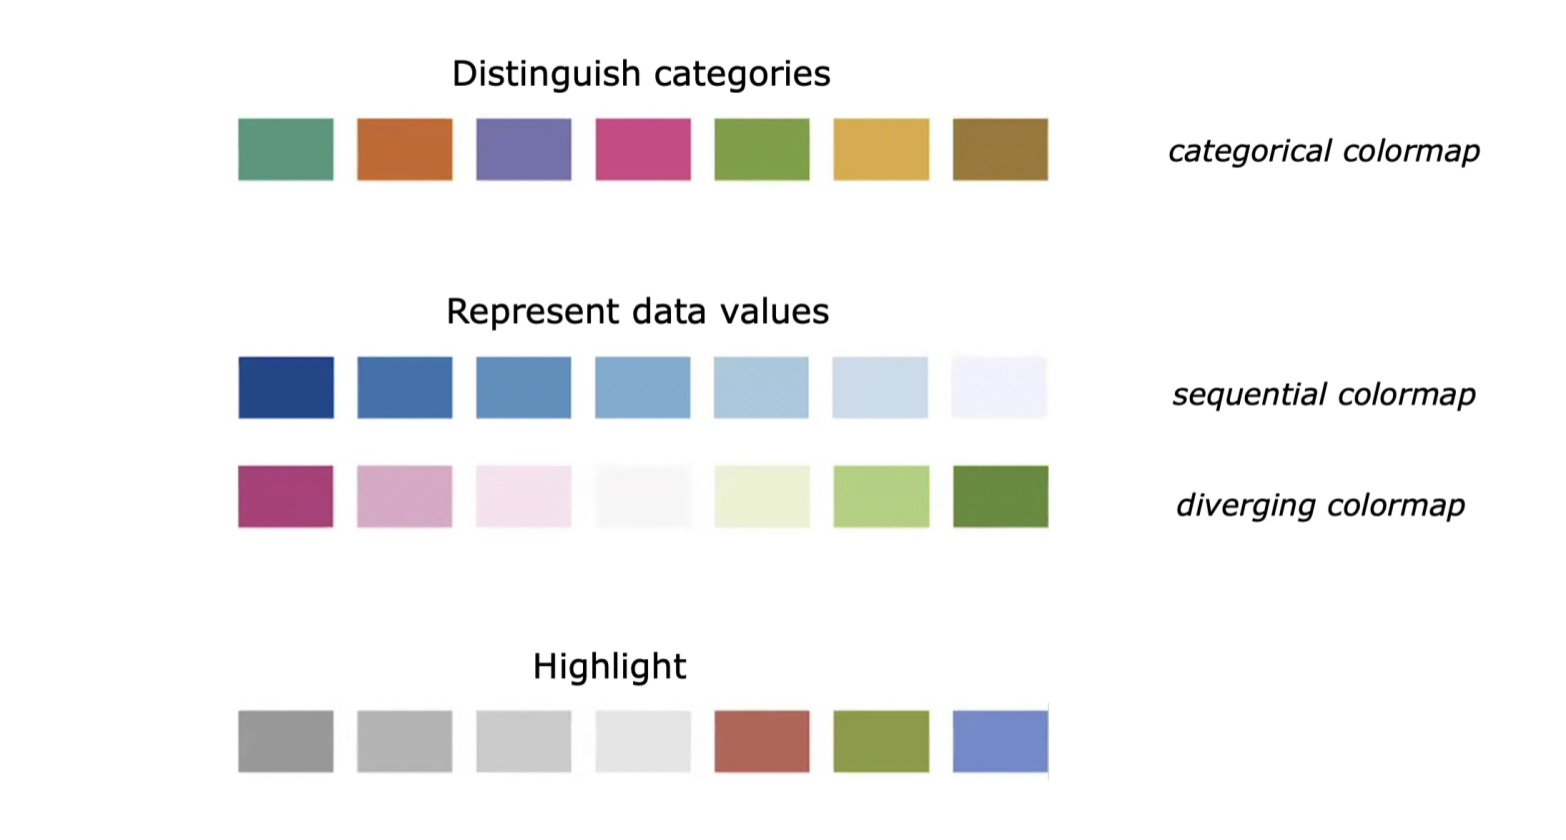 Distinguish categories
categorical colormap
Represent data values
sequential colormap
diverging colormap
Highlight